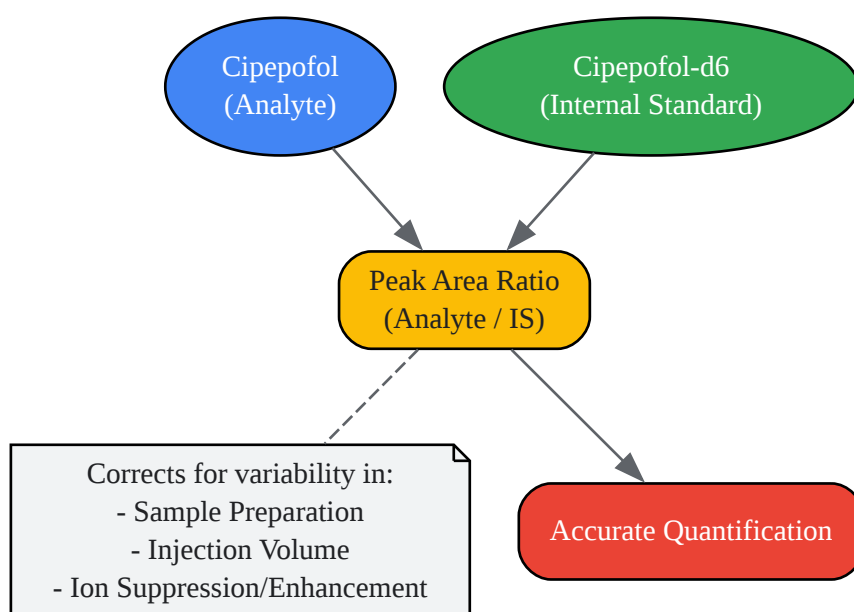 Cipepofol
(Analyte)
Cipepofol-d6
(Internal Standard)
Peak Area Ratio
(Analyte / IS)
Corrects for variability in:
- Sample Preparation
- Injection Volume
- Ion Suppression/Enhancement
Accurate Quantification